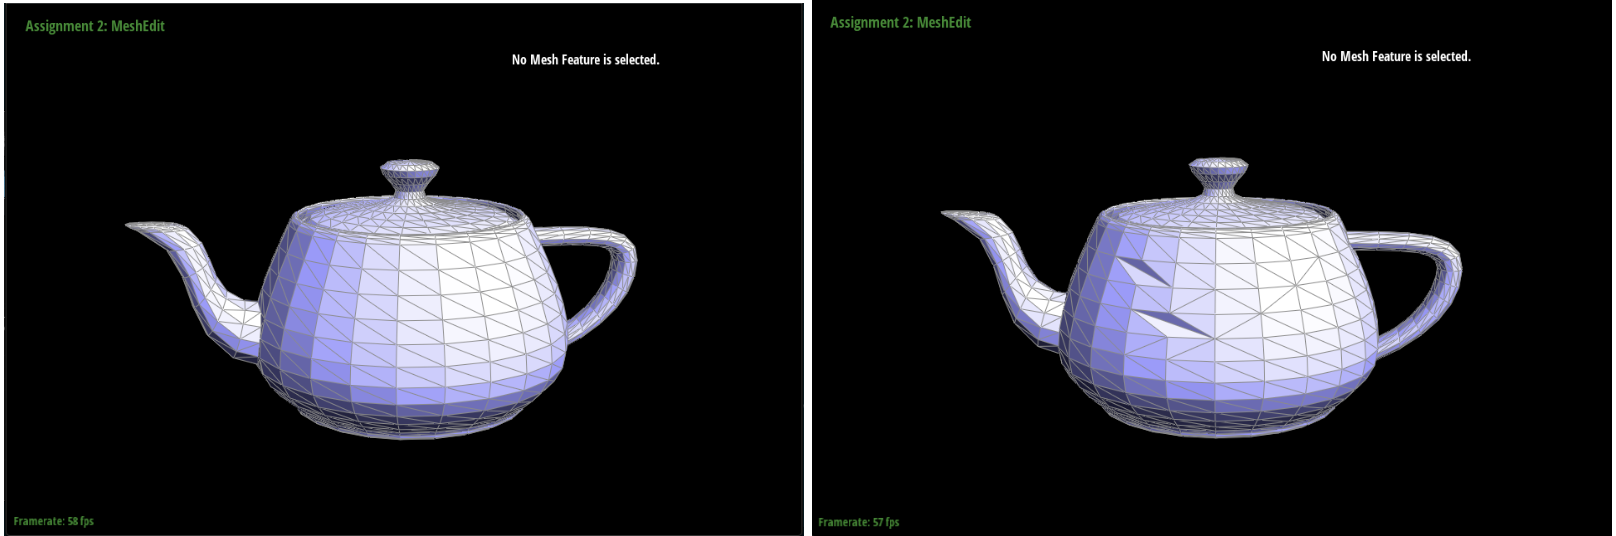 Assignment 2: MeshEdit
No Mesh Feature is selected.
Framerate: 58 fps
Assignment 2: MeshEdit
No Mesh Feature is selected.
Framerate: 57 fps